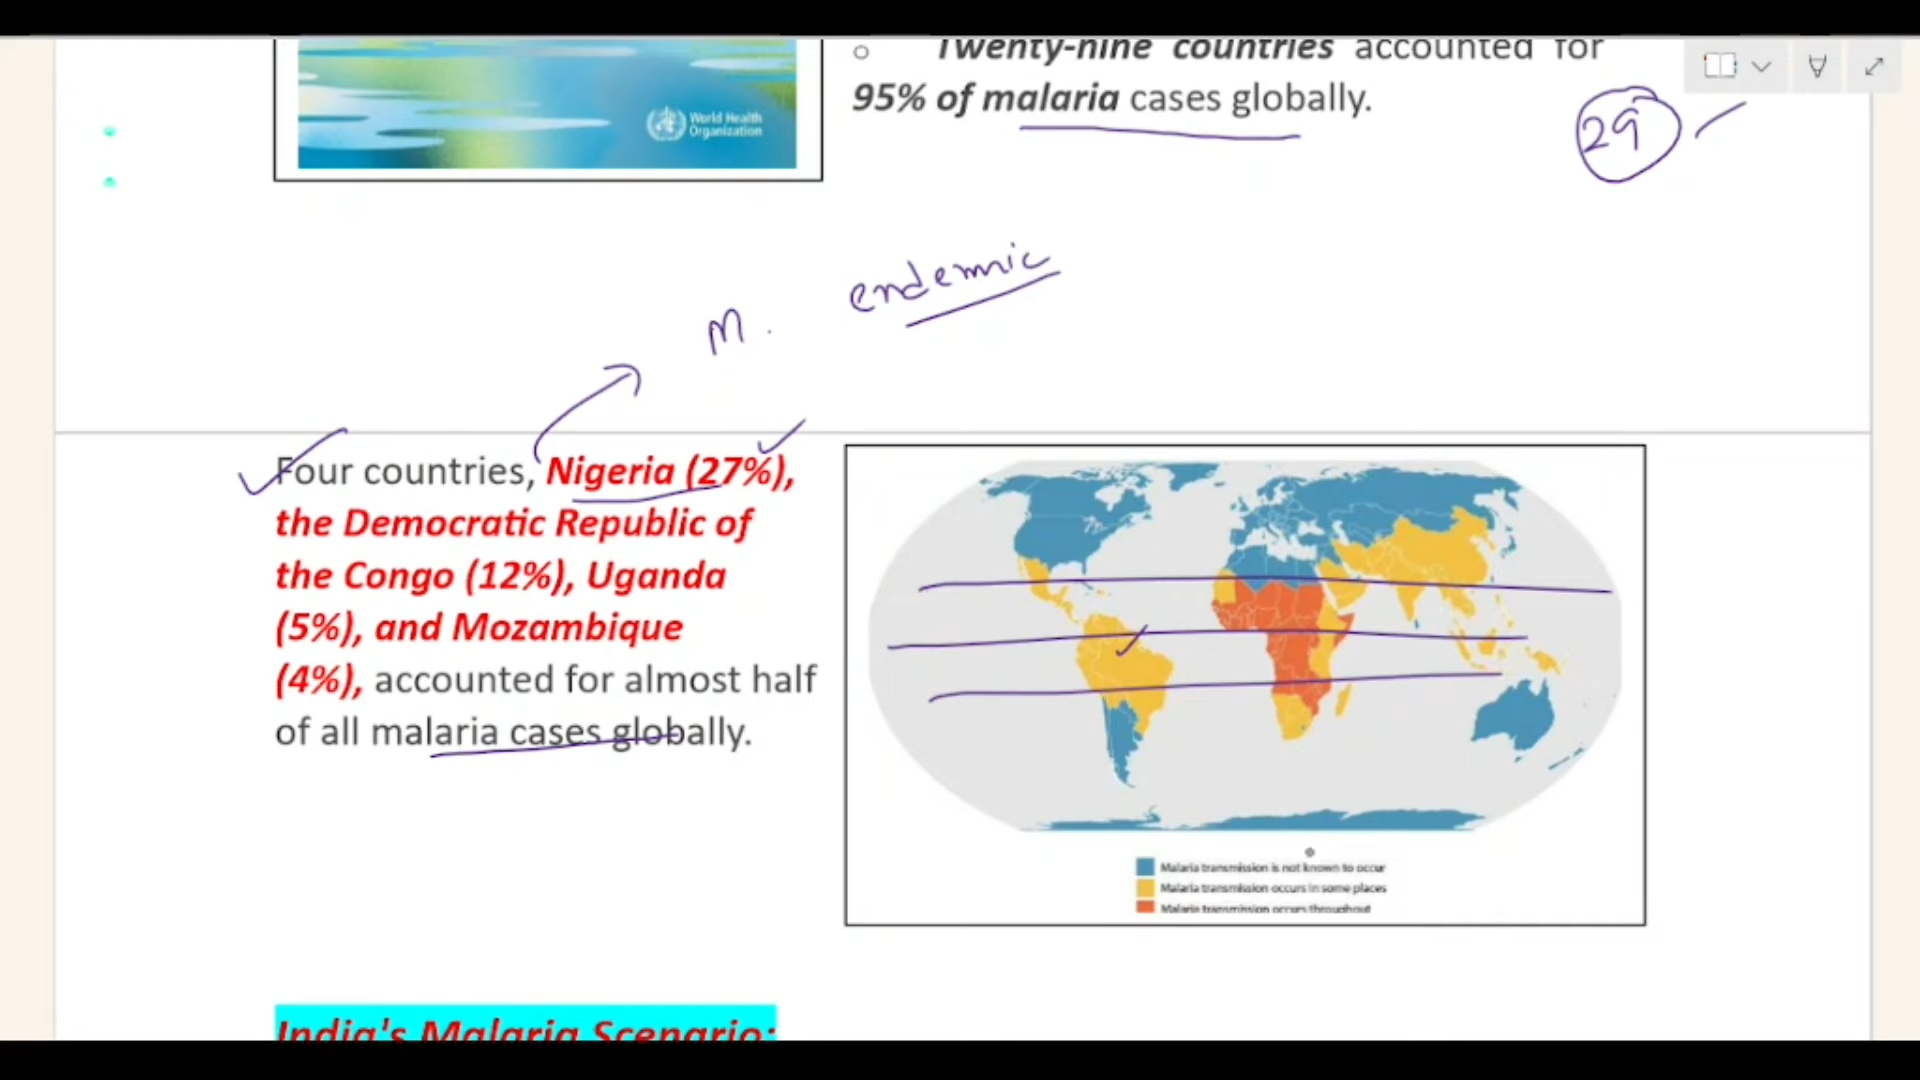 Twenty-nine countries accounted for
95% of malaria cases globally.
World Health
Organization
29
endemic
M.
Four countries, Nigeria (27%),
the Democratic Republic of
the Congo (12%), Uganda
(5%), and Mozambique
(4%), accounted for almost half
of all malaria cases globally.
Malaria transmission is not known to occur
Malaria transmission occurs in some places
Malaria transmission occurs throughout
India's Malaria Scenario: